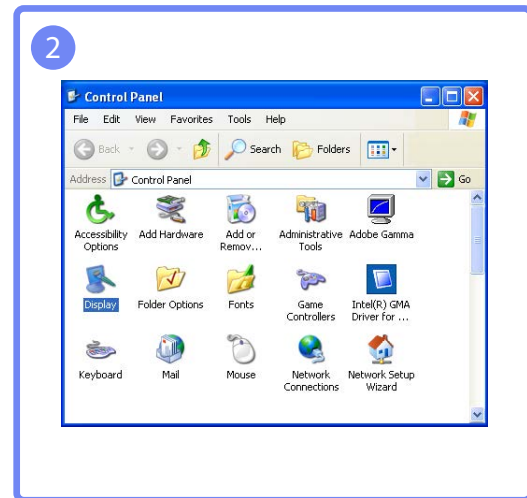 2
Control Panel
File Edit View Favorites Tools Help
Back Search Folders
Address Control Panel Go
Accessibility Options Add Hardware Add or Remov... Administrative Tools Adobe Gamma
Display Folder Options Fonts Game Controllers Intel(R) GMA Driver for ...
Keyboard Mail Mouse Network Connections Network Setup Wizard